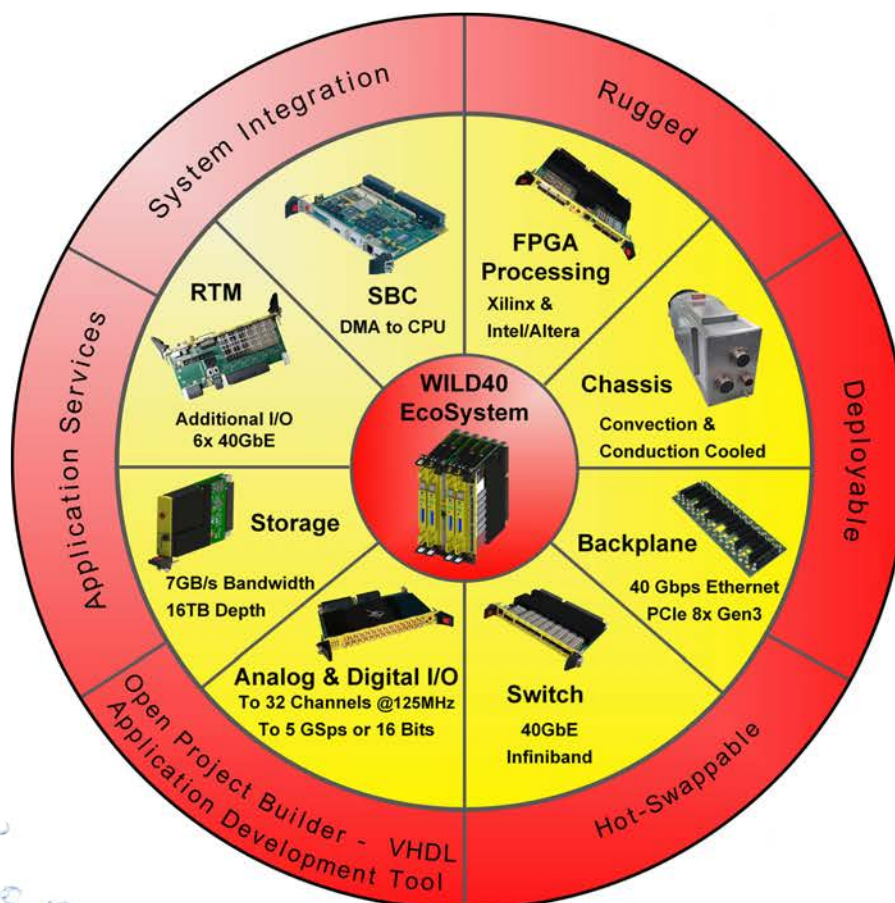 System Integration
Rugged
Deployable
Hot-Swappable
Open Project Builder - VHDL
Application Development Tool
Application Services
WILD40
EcoSystem
FPGA
Processing
Xilinx &
Intel/Altera
Chassis
Convection &
Conduction Cooled
Backplane
40 Gbps Ethernet
PCIe 8x Gen3
Switch
40GbE
Infiniband
Analog & Digital I/O
To 32 Channels @125MHz
To 5 GSps or 16 Bits
Storage
7GB/s Bandwidth
16TB Depth
RTM
Additional I/O
6x 40GbE
SBC
DMA to CPU